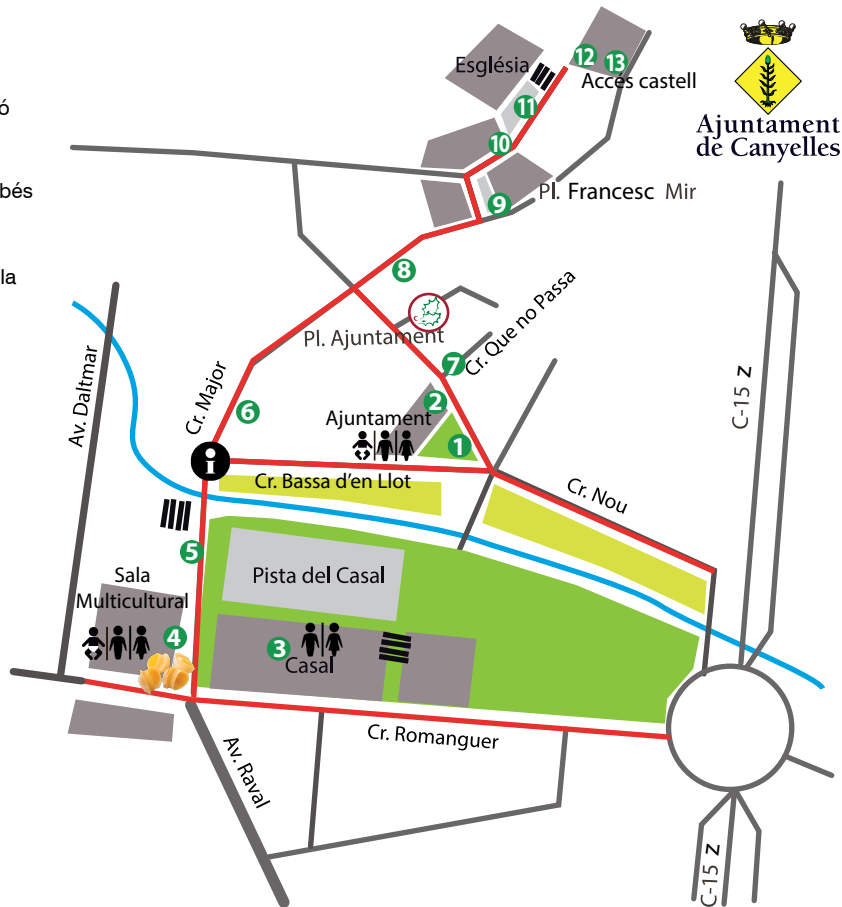 ó
bés
la
12
13
Església
Accés castell
11
10
Ajuntament
de Canyelles
9
Pl. Francesc Mir
8
Pl. Ajuntament
Cr. Que no Passa
7
Av. Daltmar
Cr. Major
C-15 Z
2
6
Ajuntament
1
i
Cr. Bassa d'en Llot
Cr. Nou
5
Pista del Casal
Sala
Multicultural
4
3
Casal
Cr. Romanguer
Av. Raval
C-15 Z